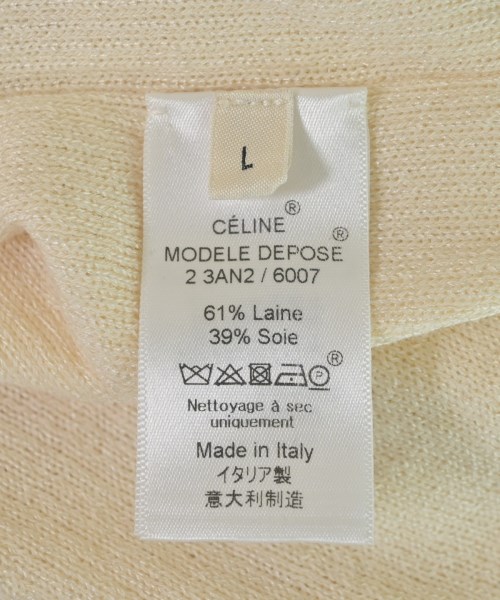 L
CÉLINE®
MODELE DEPOSE®
2 3AN2 / 6007
61% Laine
39% Soie
®
Nettoyage à sec
uniquement
Made in Italy
イタリア製
意大利制造